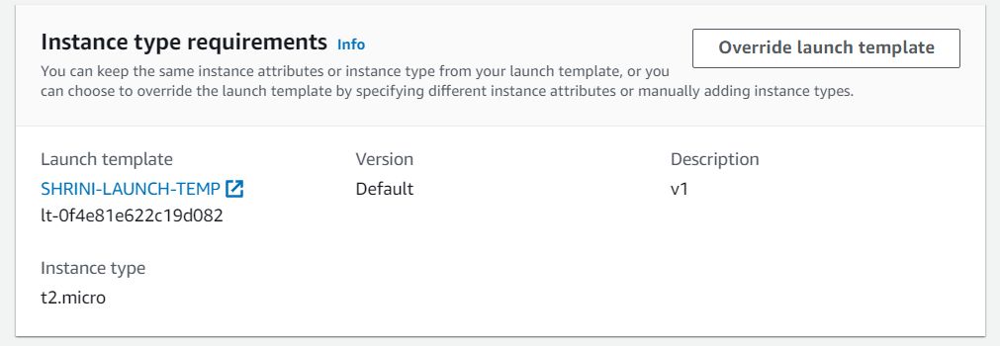 Instance type requirements Info
Override launch template
You can keep the same instance attributes or instance type from your launch template, or you
can choose to override the launch template by specifying different instance attributes or manually adding instance types.
Launch template
SHRINI-LAUNCH-TEMP
lt-0f4e81e622c19d082
Version
Default
Description
v1
Instance type
t2.micro